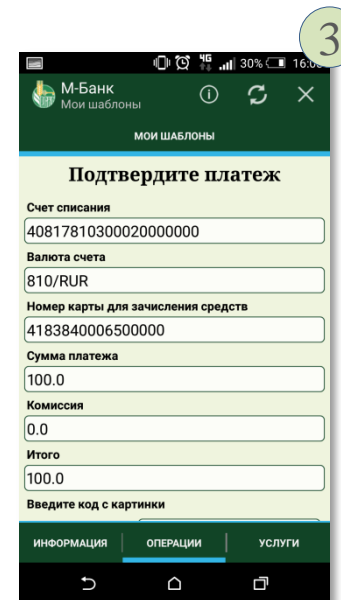 3
4G 30% 16:0
М-Банк
Мои шаблоны
МОИ ШАБЛОНЫ
Подтвердите платеж
Счет списания
40817810300020000000
Валюта счета
810/RUR
Номер карты для зачисления средств
4183840006500000
Сумма платежа
100.0
Комиссия
0.0
Итого
100.0
Введите код с картинки
ИНФОРМАЦИЯ ОПЕРАЦИИ УСЛУГИ